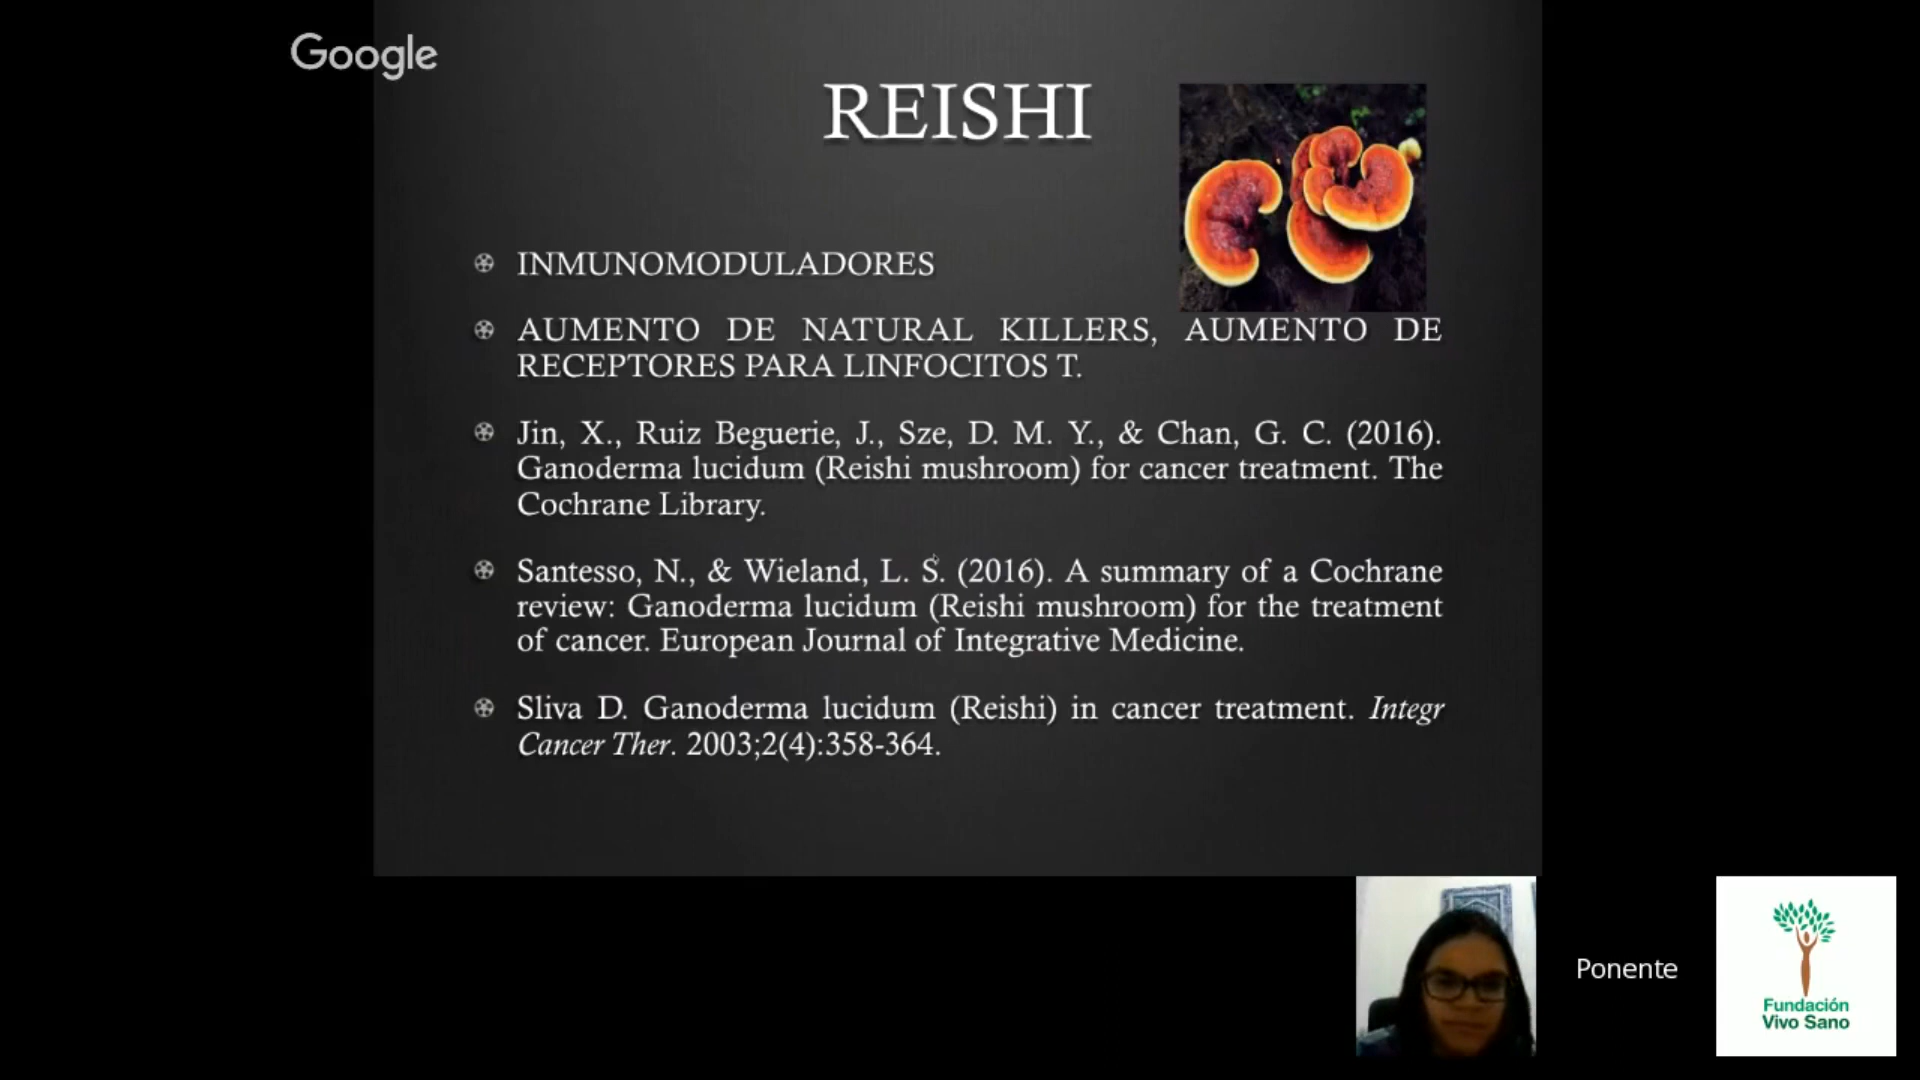 Google
REISHI
INMUNOMODULADORES
AUMENTO DE NATURAL KILLERS, AUMENTO DE
RECEPTORES PARA LINFOCITOS T.
Jin, X., Ruiz Beguerie, J., Sze, D. M. Y., & Chan, G. C. (2016).
Ganoderma lucidum (Reishi mushroom) for cancer treatment. The
Cochrane Library.
Santesso, N., & Wieland, L. S. (2016). A summary of a Cochrane
review: Ganoderma lucidum (Reishi mushroom) for the treatment
of cancer. European Journal of Integrative Medicine.
Sliva D. Ganoderma lucidum (Reishi) in cancer treatment. Integr
Cancer Ther. 2003;2(4):358-364.
Ponente
Fundación
Vivo Sano